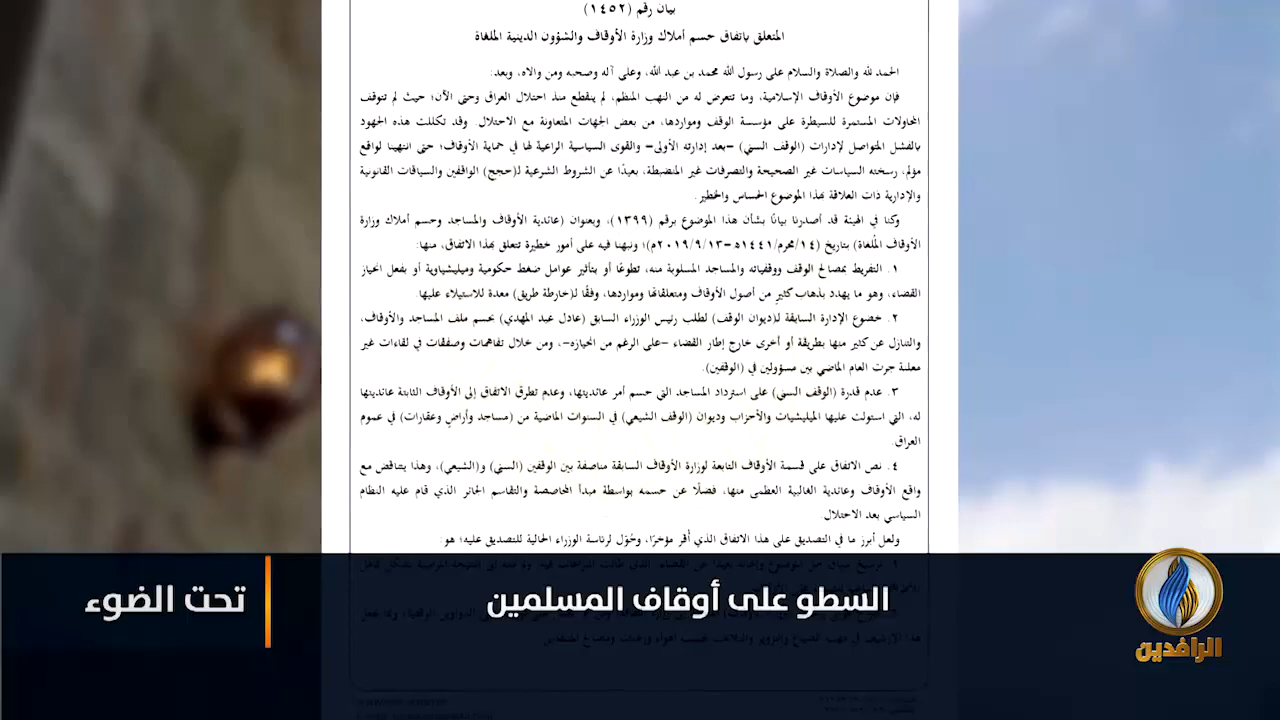 بيان رقم (١٤٥٢)
المتعلق باتفاق حسم أملاك وزارة الأوقاف والشؤون الدينية الملغاة
الحمد لله والصلاة والسلام على رسول الله محمد بن عبد الله، وعلى آله وصحبه ومن والاه، وبعد:
فإن موضوع الأوقاف الإسلامية، وما تتعرض له من النهب المنظم، لم ينقطع منذ احتلال العراق وحتى الآن؛ حيث لم تتوقف
المحاولات المستمرة للسيطرة على مؤسسة الوقف ومواردها، من بعض الجهات المتعاونة مع الاحتلال. وقد تكللت هذه الجهود
بالفشل المتواصل لإدارات (الوقف السني) –بعد إدارته الأولى– والقوى السياسية الراعية لها في حماية الأوقاف؛ حتى انتهينا لواقع
مؤلم، رسخته السياسات غير الصحيحة والتصرفات غير المنضبطة، بعيدًا عن الشروط الشرعية لـ(حجج) الواقفين والسياقات القانونية
والإدارية ذات العلاقة بهذا الموضوع الحساس والخطير.
وكنا في الهيئة قد أصدرنا بيانًا بشأن هذا الموضوع برقم (١٣٩٩)، وبعنوان (عائدية الأوقاف والمساجد وحسم أملاك وزارة
الأوقاف المُلغاة) بتاريخ (١٤/محرم/١٤٤١هـ –٢٠١٩/٩/١٣م)؛ ونبهنا فيه على أمور خطيرة تتعلق بهذا الاتفاق، منها:
١. التفريط بمصالح الوقف ووقفياته والمساجد المسلوبة منه، تطوعًا أو بتأثير عوامل ضغط حكومية وميليشياوية أو بفعل انحياز
القضاء، وهو ما يهدد بذهاب كثيرٍ من أصول الأوقاف ومتعلقاتها ومواردها، وفقًا لـ(خارطة طريق) معدة للاستيلاء عليها.
٢. خضوع الإدارة السابقة لـ(ديوان الوقف) لطلب رئيس الوزراء السابق (عادل عبد المهدي) بحسم ملف المساجد والأوقاف،
والتنازل عن كثير منها بطريقة أو أخرى خارج إطار القضاء –على الرغم من انحيازه–، ومن خلال تفاهمات وصفقات في لقاءات غير
معلنة جرت العام الماضي بين مسؤولين في (الوقفين).
٣. عدم قدرة (الوقف السني) على استرداد المساجد التي حسم أمر عائديتها، وعدم تطرق الاتفاق إلى الأوقاف الثابتة عائديتها
له، التي استولت عليها الميليشيات والأحزاب وديوان (الوقف الشيعي) في السنوات الماضية من (مساجد وأراضٍ وعقارات) في عموم
العراق.
٤. نص الاتفاق على قسمة الأوقاف التابعة لوزارة الأوقاف السابقة مناصفة بين الوقفين (السني) و(الشيعي)، وهذا يتناقض مع
واقع الأوقاف وعائدية الغالبية العظمى منها، فضلًا عن حسمه بواسطة مبدأ المحاصصة والتقاسم الجائر الذي قام عليه النظام
السياسي بعد الاحتلال.
ولعل أبرز ما في التصديق على هذا الاتفاق الذي أُقر مؤخرًا، وحُوّل لرئاسة الوزراء الحالية للتصديق عليه؛ هو:
السطو على أوقاف المسلمين
تحت الضوء
الرافدين